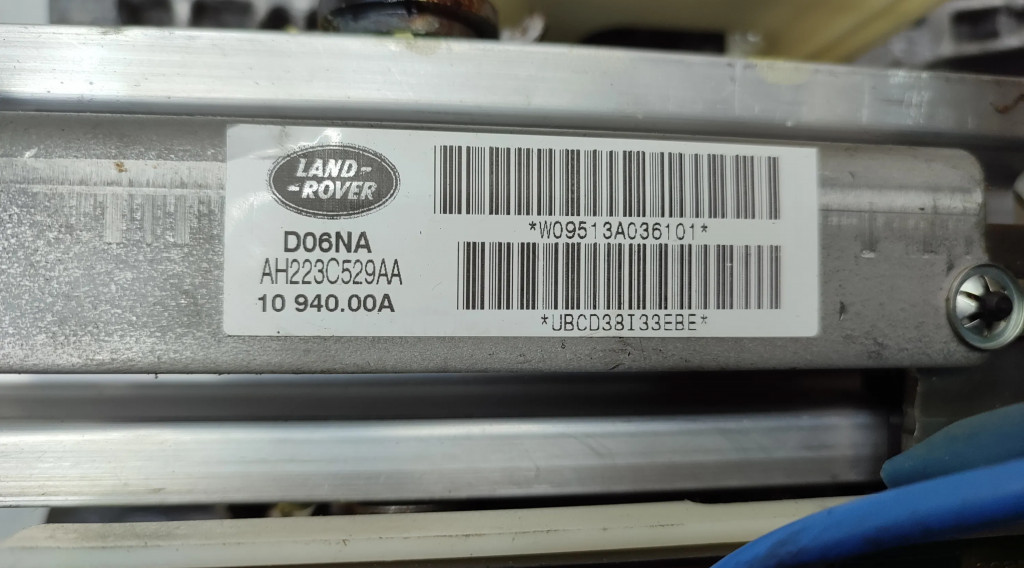 LAND-
-ROVER
D06NA
AH223C529AA
10 940.00A
*W09513A036101*
*UBCD38I33EBE*